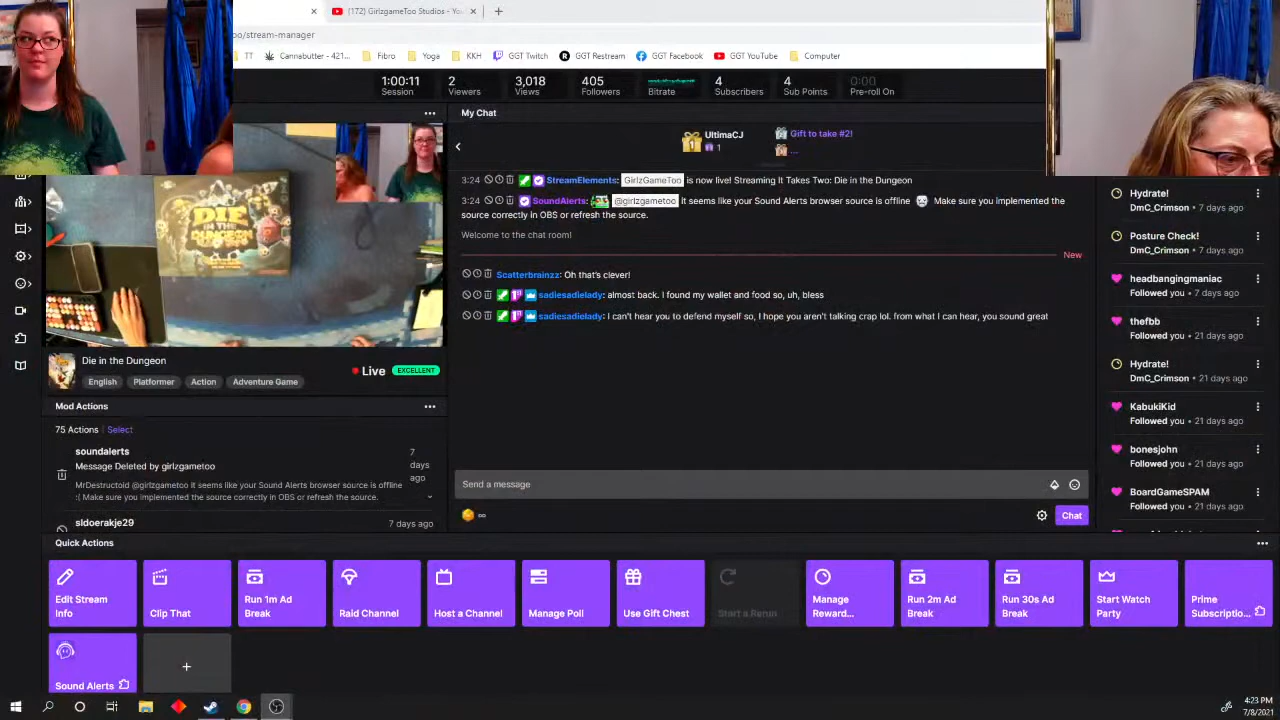 (172) GirlzgameToo Studios - Yo
oo/stream-manager
TT
Cannabutter - 421...
Fibro
Yoga
KKH
GGT Twitch
GGT Restream
GGT Facebook
GGT YouTube
Computer
1:00:11
Session
2
Viewers
3,018
Views
405
Followers
Bitrate
4
Subscribers
4
Sub Points
0:00
Pre-roll On
My Chat
UltimaCJ
1
Gift to take #2!
...
3:24 StreamElements: GirlzGameToo is now live! Streaming It Takes Two: Die in the Dungeon
3:24 SoundAlerts: @girlzgametoo it seems like your Sound Alerts browser source is offline Make sure you implemented the
source correctly in OBS or refresh the source.
Welcome to the chat room!
New
Scatterbrainzz: Oh that's clever!
sadiesadielady: almost back. I found my wallet and food so, uh, bless
sadiesadielady: I can't hear you to defend myself so, I hope you aren't talking crap lol. from what I can hear, you sound great
Send a message
∞
Chat
DIE
IN THE
DUNGEON
Die in the Dungeon
Live
EXCELLENT
English
Platformer
Action
Adventure Game
Mod Actions
75 Actions
Select
soundalerts
Message Deleted by girlzgametoo
7
days
ago
MrDestructoid @girlzgametoo it seems like your Sound Alerts browser source is offline
:( Make sure you implemented the source correctly in OBS or refresh the source.
sldoerakje29
7 days ago
Hydrate!
DmC_Crimson • 7 days ago
Posture Check!
DmC_Crimson • 7 days ago
headbangingmaniac
Followed you • 7 days ago
thefbb
Followed you • 21 days ago
Hydrate!
DmC_Crimson • 21 days ago
KabukiKid
Followed you • 21 days ago
bonesjohn
Followed you • 21 days ago
BoardGameSPAM
Followed you • 21 days ago
Quick Actions
Edit Stream
Info
Clip That
Run 1m Ad
Break
Raid Channel
Host a Channel
Manage Poll
Use Gift Chest
Start a Rerun
Manage
Reward...
Run 2m Ad
Break
Run 30s Ad
Break
Start Watch
Party
Prime
Subscriptio...
Sound Alerts
4:23 PM
7/8/2021